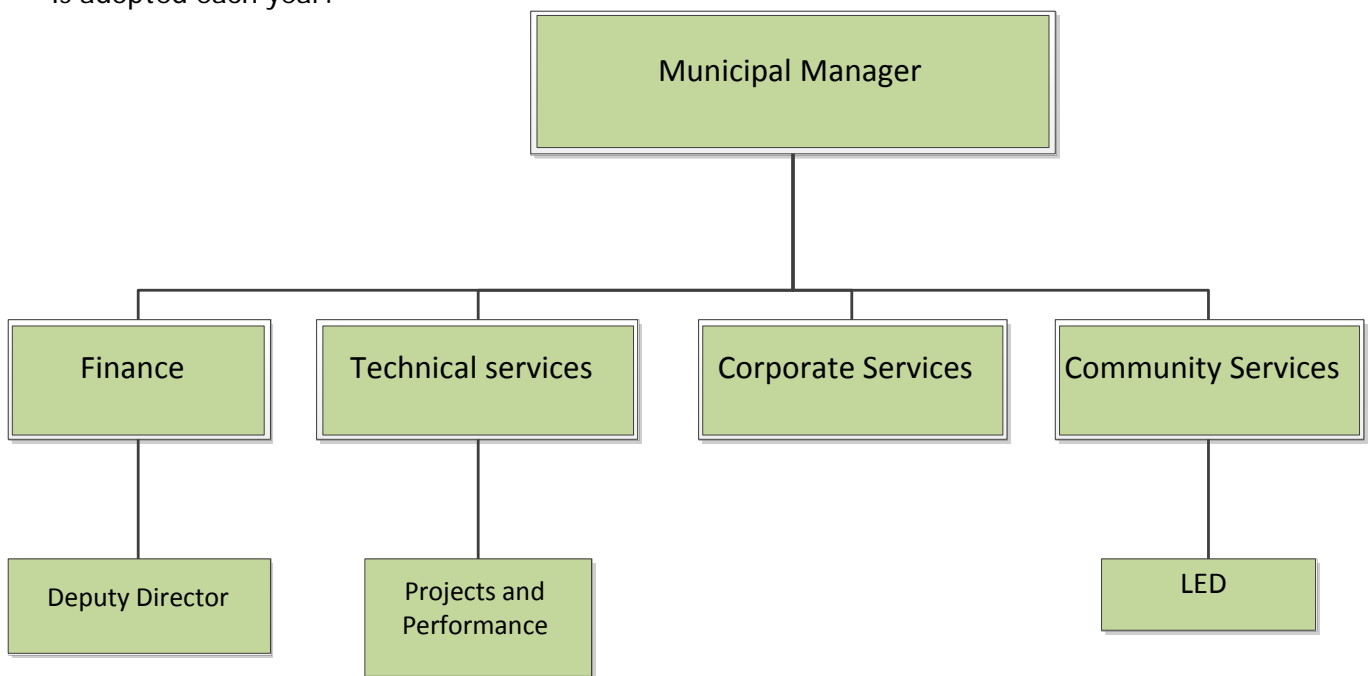 is adopted each year.
Municipal Manager
Finance
Technical services
Corporate Services
Community Services
Deputy Director
Projects and
Performance
LED